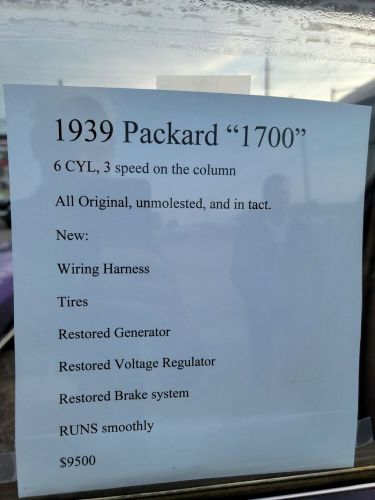 1939 Packard “1700”
6 CYL, 3 speed on the column
All Original, unmolested, and in tact.
New:
Wiring Harness
Tires
Restored Generator
Restored Voltage Regulator
Restored Brake system
RUNS smoothly
$9500